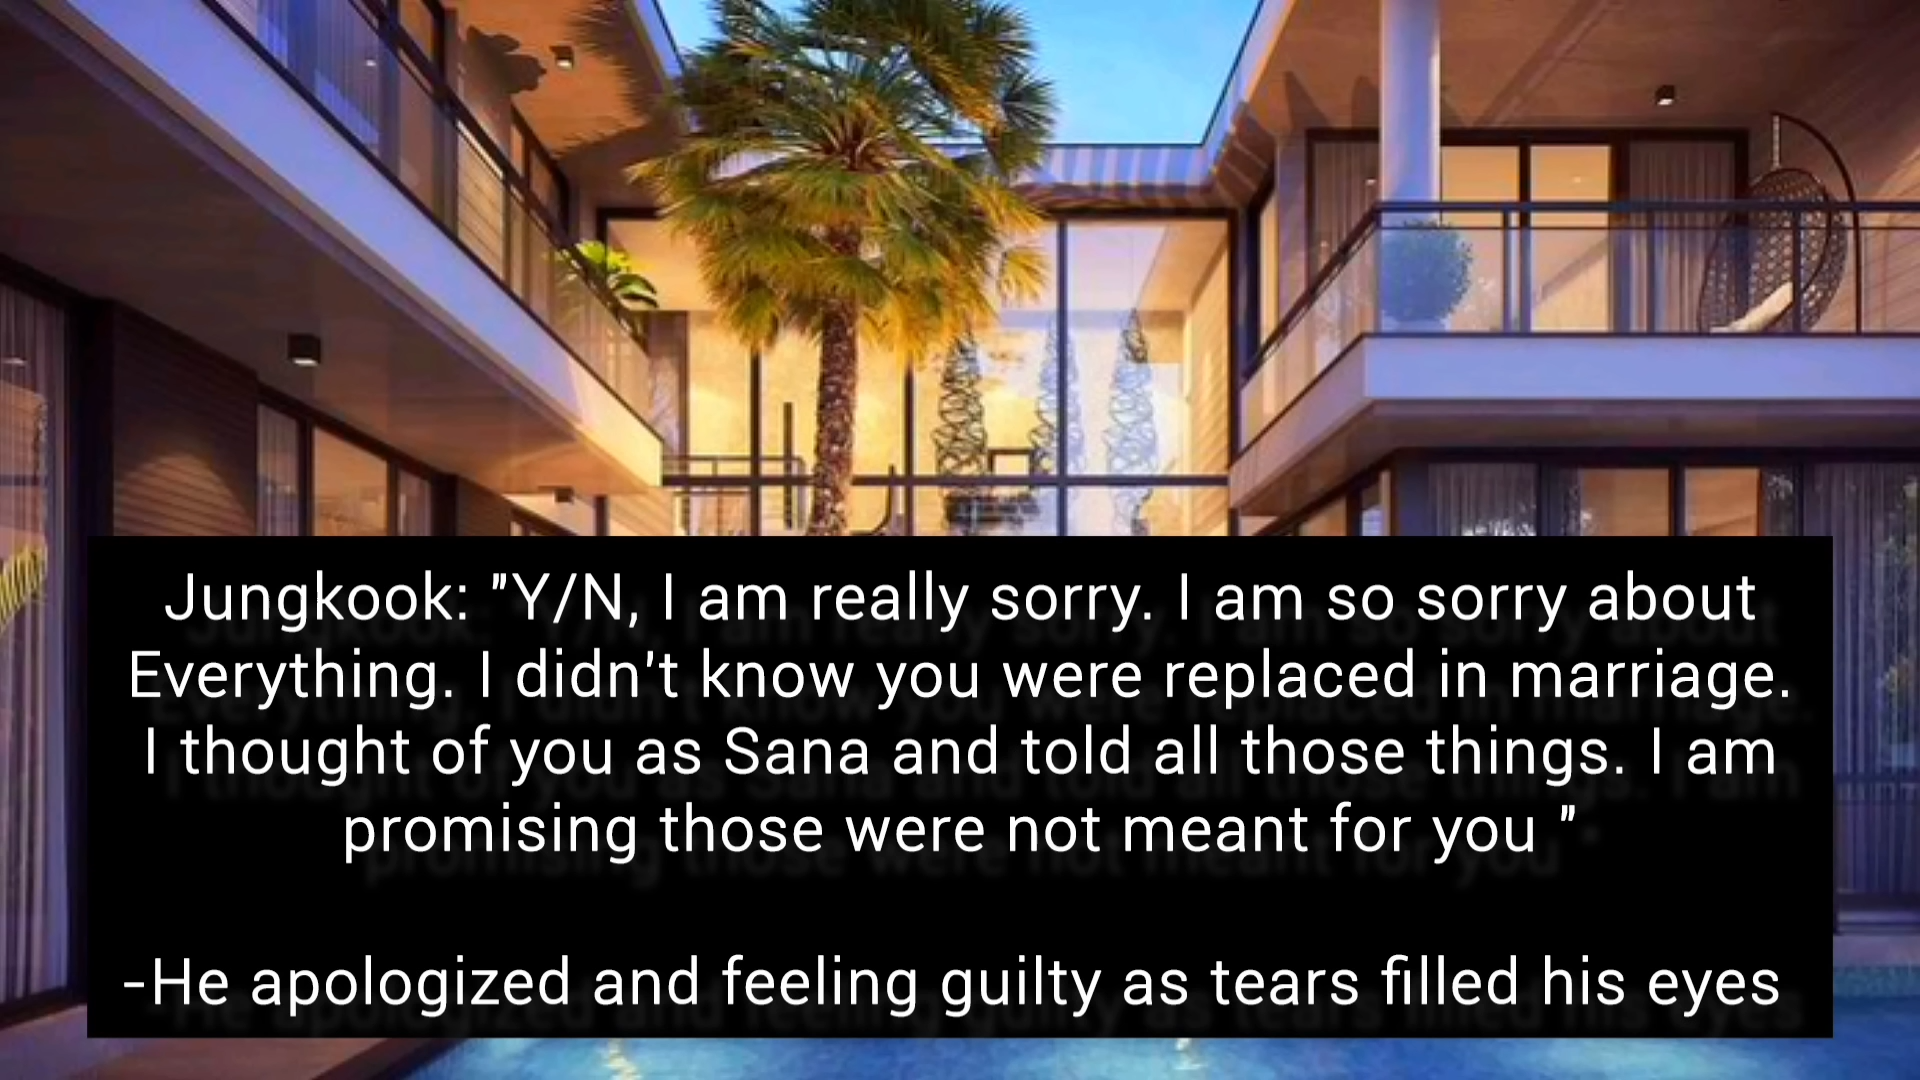 Jungkook: "Y/N, I am really sorry. I am so sorry about
Everything. I didn't know you were replaced in marriage.
I thought of you as Sana and told all those things. I am
promising those were not meant for you "
-He apologized and feeling guilty as tears filled his eyes